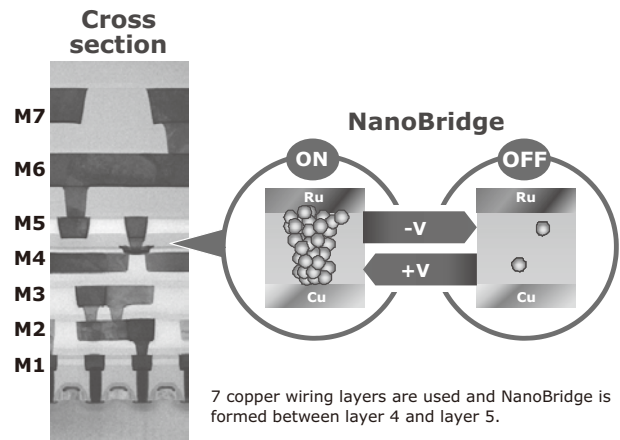 Cross
section
M7
M6
M5
M4
M3
M2
M1
NanoBridge
ON
OFF
Ru
Ru
-V
+V
Cu
Cu
7 copper wiring layers are used and NanoBridge is
formed between layer 4 and layer 5.